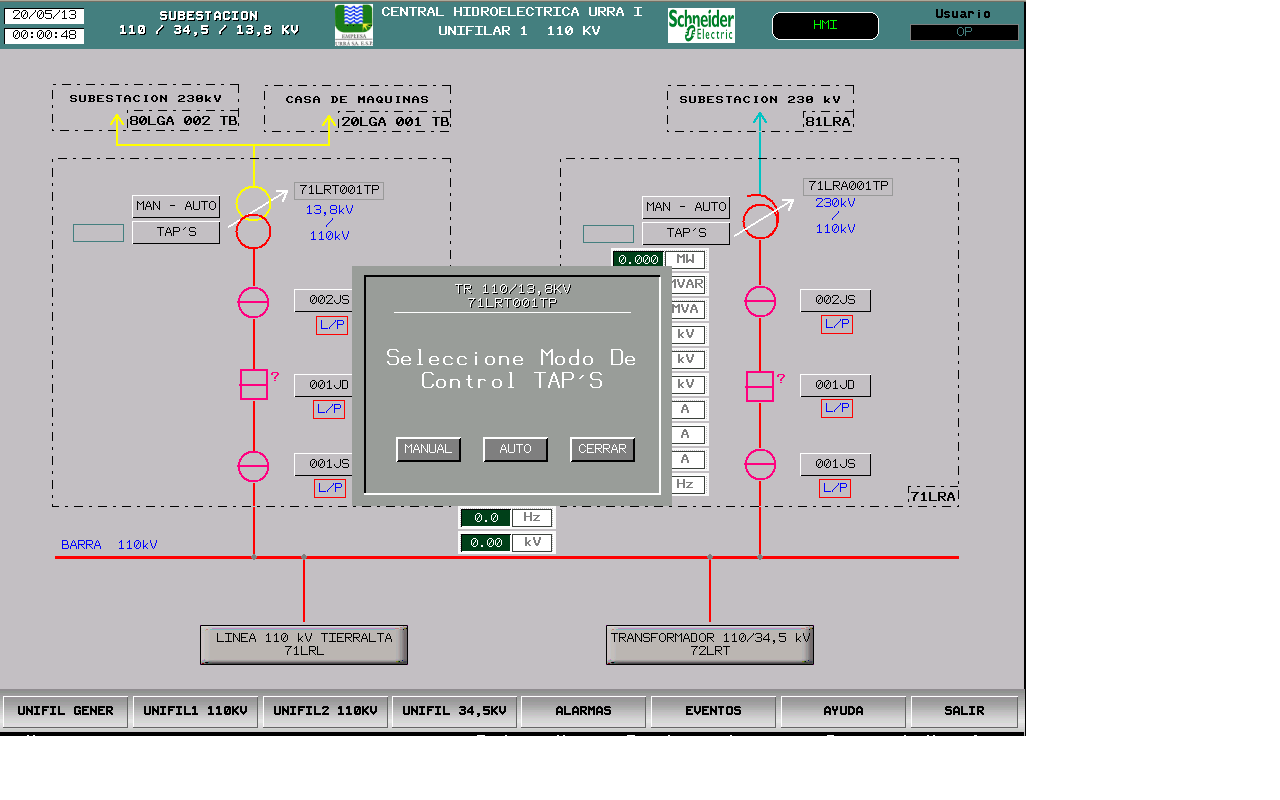 20/05/13
00:00:48
SUBESTACION
110 / 34,5 / 13,8 KV
EMPRESA
URRÁ S.A. E.S.P.
CENTRAL HIDROELECTRICA URRA I
UNIFILAR 1  110 KV
Schneider
Electric
HMI
Usuario
OP
SUBESTACION 230kV
80LGA 002 TB
CASA DE MAQUINAS
20LGA 001 TB
SUBESTACION 230 kV
81LRA
MAN - AUTO
TAP'S
71LRT001TP
13,8kV
/
110kV
MAN - AUTO
TAP'S
71LRA001TP
230kV
/
110kV
0.000 MW
MVAR
MVA
kV
kV
kV
A
A
A
Hz
0.0 Hz
0.00 kV
002JS
L/P
?
001JD
L/P
001JS
L/P
TR 110/13,8KV
71LRT001TP
Seleccione Modo De
Control TAP'S
MANUAL
AUTO
CERRAR
002JS
L/P
?
001JD
L/P
001JS
L/P
71LRA
BARRA  110kV
LINEA 110 kV TIERRALTA
71LRL
TRANSFORMADOR 110/34,5 kV
72LRT
UNIFIL GENER
UNIFIL1 110KV
UNIFIL2 110KV
UNIFIL 34,5KV
ALARMAS
EVENTOS
AYUDA
SALIR